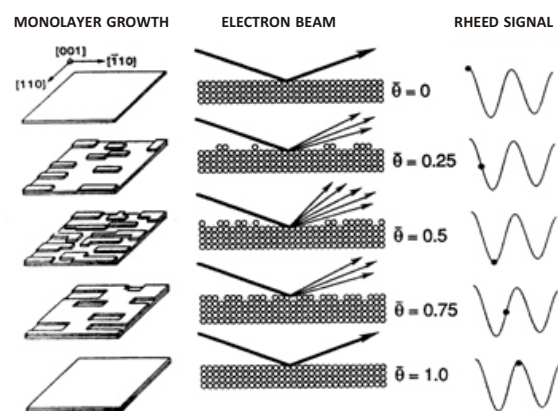 MONOLAYER GROWTH ELECTRON BEAM RHEED SIGNAL
[001]
[1̄10]
[110]
θ̄ = 0
θ̄ = 0.25
θ̄ = 0.5
θ̄ = 0.75
θ̄ = 1.0